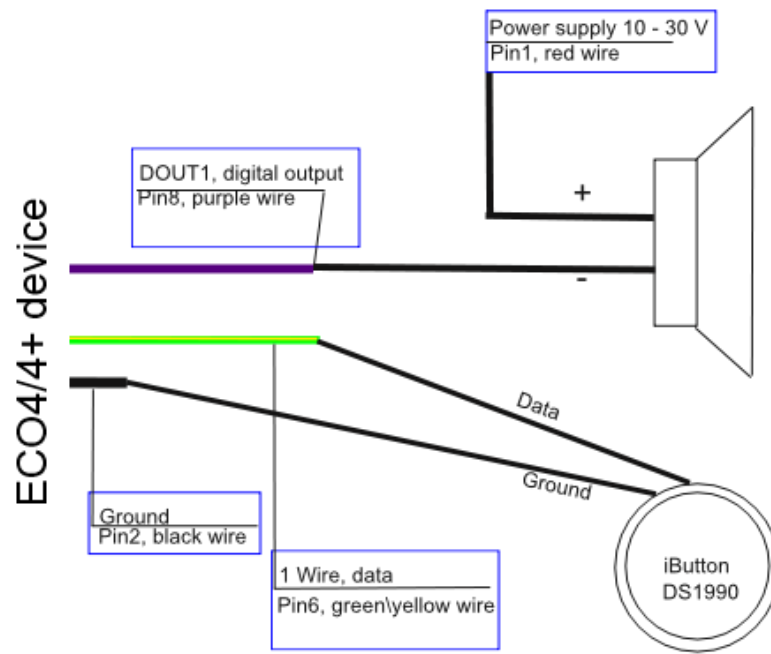 Power supply 10 - 30 V
Pin1, red wire
DOUT1, digital output
Pin8, purple wire
+
-
ECO4/4+ device
Data
Ground
Ground
Pin2, black wire
1 Wire, data
Pin6, green\yellow wire
iButton
DS1990